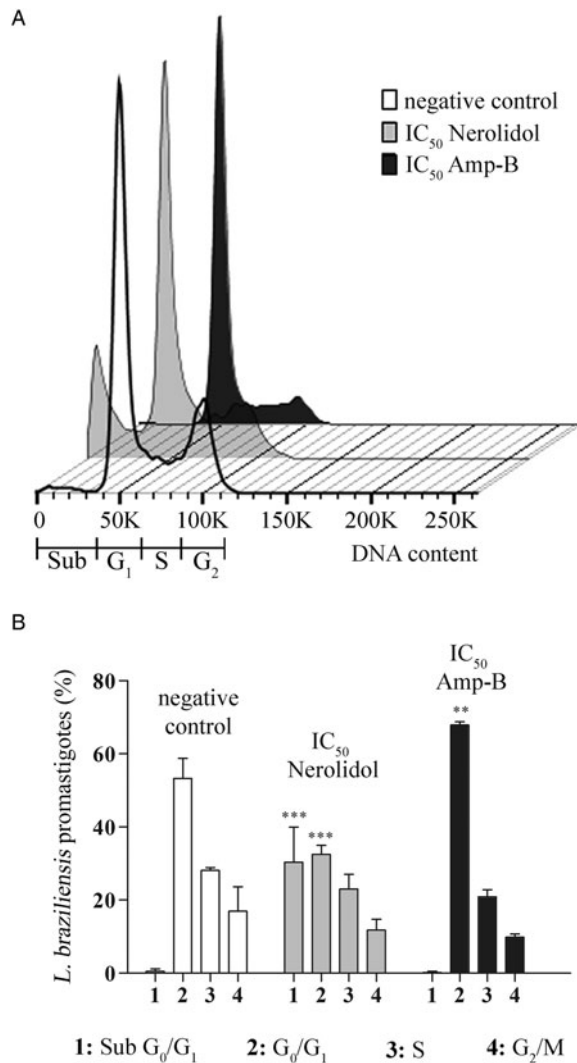 A
negative control
IC₅₀ Nerolidol
IC₅₀ Amp-B
0 50K 100K 150K 200K 250K
Sub G₁ S G₂
DNA content
B
L. braziliensis promastigotes (%)
80
60
40
20
0
negative
control
IC₅₀
Nerolidol
IC₅₀
Amp-B
*** *** **
1 2 3 4 1 2 3 4 1 2 3 4
1: Sub G₀/G₁ 2: G₀/G₁ 3: S 4: G₂/M